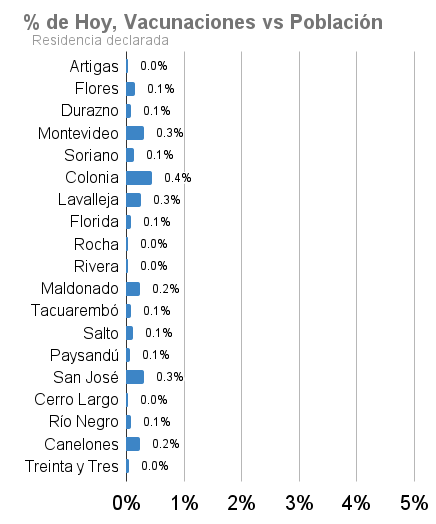 % de Hoy, Vacunaciones vs Población
Residencia declarada
Artigas 0.0%
Flores 0.1%
Durazno 0.1%
Montevideo 0.3%
Soriano 0.1%
Colonia 0.4%
Lavalleja 0.3%
Florida 0.1%
Rocha 0.0%
Rivera 0.0%
Maldonado 0.2%
Tacuarembó 0.1%
Salto 0.1%
Paysandú 0.1%
San José 0.3%
Cerro Largo 0.0%
Río Negro 0.1%
Canelones 0.2%
Treinta y Tres 0.0%
0% 1% 2% 3% 4% 5%